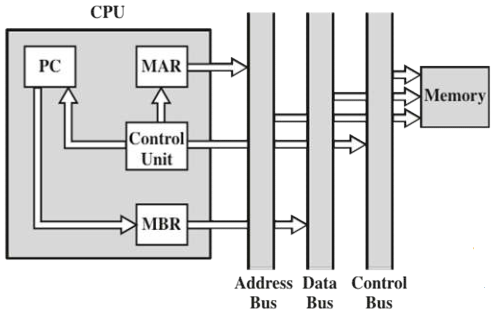 CPU
PC
MAR
Memory
Control
Unit
MBR
Address Data Control
Bus Bus Bus